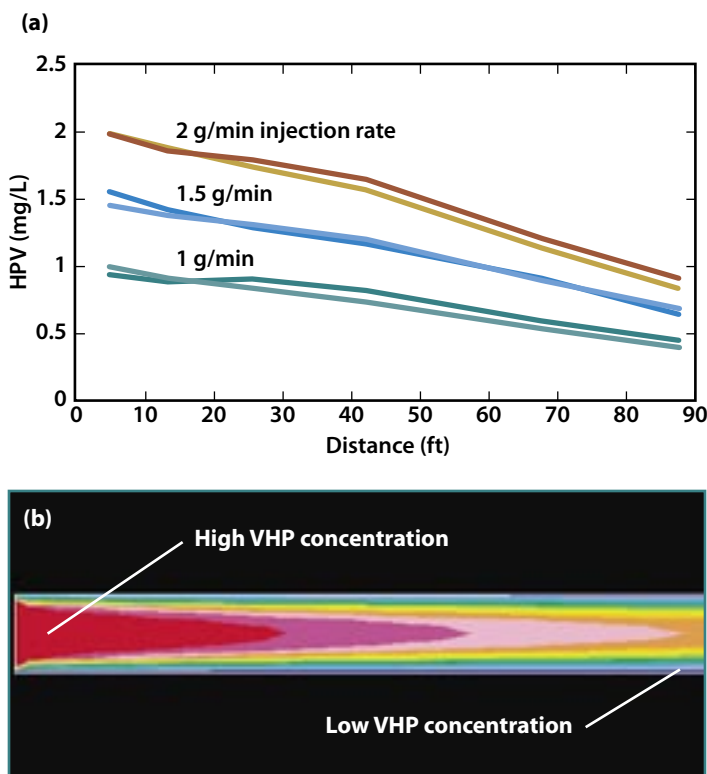 (a)
2.5
2
1.5
1
0.5
0
HPV (mg/L)
2 g/min injection rate
1.5 g/min
1 g/min
0 10 20 30 40 50 60 70 80 90
Distance (ft)
(b)
High VHP concentration
Low VHP concentration